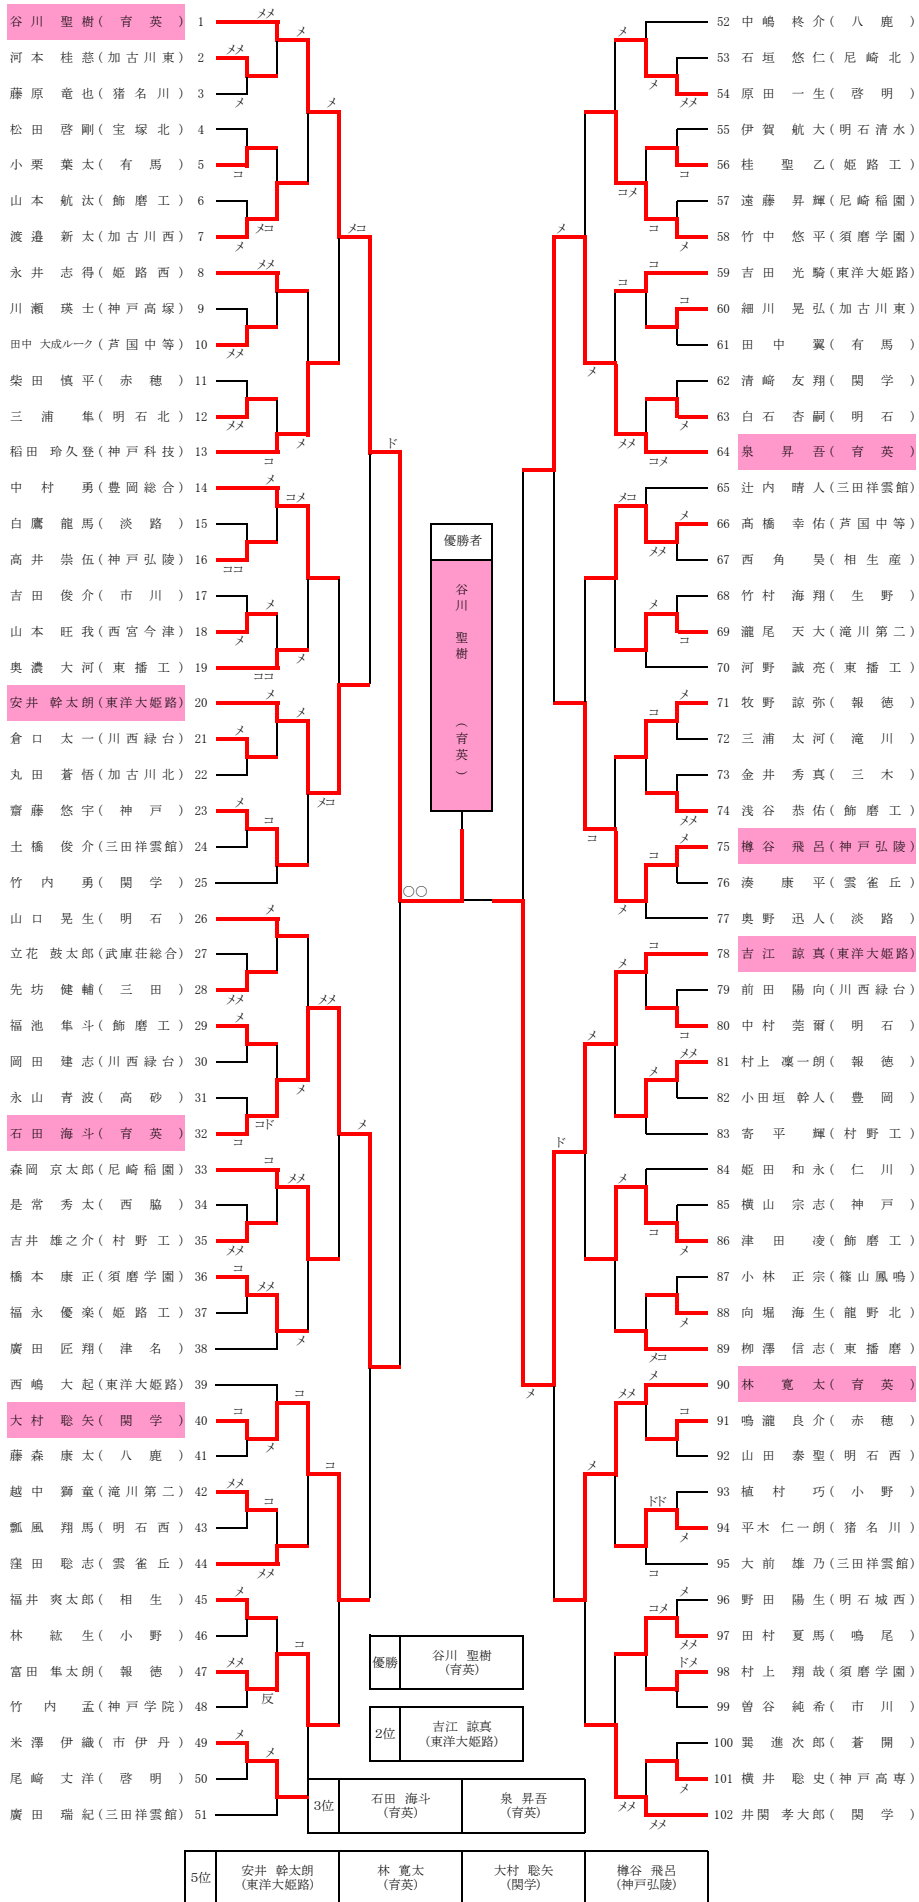 谷川 聖樹(育英) 1
河本 桂慈(加古川東) 2
藤原 竜也(猪名川) 3
松田 啓剛(宝塚北) 4
小栗 葉太(有馬) 5
山本 航汰(飾磨工) 6
渡邉 新太(加古川西) 7
永井 志得(姫路西) 8
川瀬 瑛士(神戸高塚) 9
田中 大成ルーク(芦国中等) 10
柴田 慎平(赤穂) 11
三浦 隼(明石北) 12
稲田 玲久登(神戸科技) 13
中村 勇(豊岡総合) 14
白鷹 龍馬(淡路) 15
高井 崇伍(神戸弘陵) 16
吉田 俊介(市川) 17
山本 旺我(西宮今津) 18
奥濃 大河(東播工) 19
安井 幹太朗(東洋大姫路) 20
倉口 太一(川西緑台) 21
丸田 蒼悟(加古川北) 22
齋藤 悠宇(神戸) 23
土橋 俊介(三田祥雲館) 24
竹内 勇(関学) 25
山口 晃生(明石) 26
立花 鼓太郎(武庫荘総合) 27
先坊 健輔(三田) 28
福池 隼斗(飾磨工) 29
岡田 建志(川西緑台) 30
永山 青波(高砂) 31
石田 海斗(育英) 32
森岡 京太郎(尼崎稲園) 33
是常 秀太(西脇) 34
吉井 雄之介(村野工) 35
橋本 康正(須磨学園) 36
福永 優楽(姫路工) 37
廣田 匠翔(津名) 38
西嶋 大起(東洋大姫路) 39
大村 聡矢(関学) 40
藤森 康太(八鹿) 41
越中 獅童(滝川第二) 42
瓢風 翔馬(明石西) 43
窪田 聡志(雲雀丘) 44
福井 爽太郎(相生) 45
林 紘生(小野) 46
富田 隼太朗(報徳) 47
竹内 孟(神戸学院) 48
米澤 伊織(市伊丹) 49
尾﨑 丈洋(啓明) 50
廣田 瑞紀(三田祥雲館) 51
52 中嶋 柊介(八鹿)
53 石垣 悠仁(尼崎北)
54 原田 一生(啓明)
55 伊賀 航大(明石清水)
56 桂 聖乙(姫路工)
57 遠藤 昇輝(尼崎稲園)
58 竹中 悠平(須磨学園)
59 吉田 光騎(東洋大姫路)
60 細川 晃弘(加古川東)
61 田中 翼(有馬)
62 清﨑 友翔(関学)
63 白石 杏嗣(明石)
64 泉 昇吾(育英)
65 辻内 晴人(三田祥雲館)
66 髙橋 幸佑(芦国中等)
67 西角 昊(相生産)
68 竹村 海翔(生野)
69 瀧尾 天大(滝川第二)
70 河野 誠亮(東播工)
71 牧野 諒弥(報徳)
72 三浦 太河(滝川)
73 金井 秀真(三木)
74 浅谷 恭佑(飾磨工)
75 樽谷 飛呂(神戸弘陵)
76 湊 康平(雲雀丘)
77 奥野 迅人(淡路)
78 吉江 諒真(東洋大姫路)
79 前田 陽向(川西緑台)
80 中村 莞爾(明石)
81 村上 凜一朗(報徳)
82 小田垣 幹人(豊岡)
83 寄平 輝(村野工)
84 姫田 和永(仁川)
85 横山 宗志(神戸)
86 津田 凌(飾磨工)
87 小林 正宗(篠山鳳鳴)
88 向堀 海生(龍野北)
89 柳澤 信志(東播磨)
90 林 寛太(育英)
91 鳴瀧 良介(赤穂)
92 山田 泰聖(明石西)
93 植村 巧(小野)
94 平木 仁一朗(猪名川)
95 大前 雄乃(三田祥雲館)
96 野田 陽生(明石城西)
97 田村 夏馬(鳴尾)
98 村上 翔哉(須磨学園)
99 曽谷 純希(市川)
100 巽 進次郎(蒼開)
101 横井 聡史(神戸高専)
102 井関 孝大郎(関学)
優勝者
谷川 聖樹 (育英)
○○
優勝 谷川 聖樹
(育英)
2位 吉江 諒真
(東洋大姫路)
3位 石田 海斗
(育英)
泉 昇吾
(育英)
5位 安井 幹太朗
(東洋大姫路)
林 寛太
(育英)
大村 聡矢
(関学)
樽谷 飛呂
(神戸弘陵)